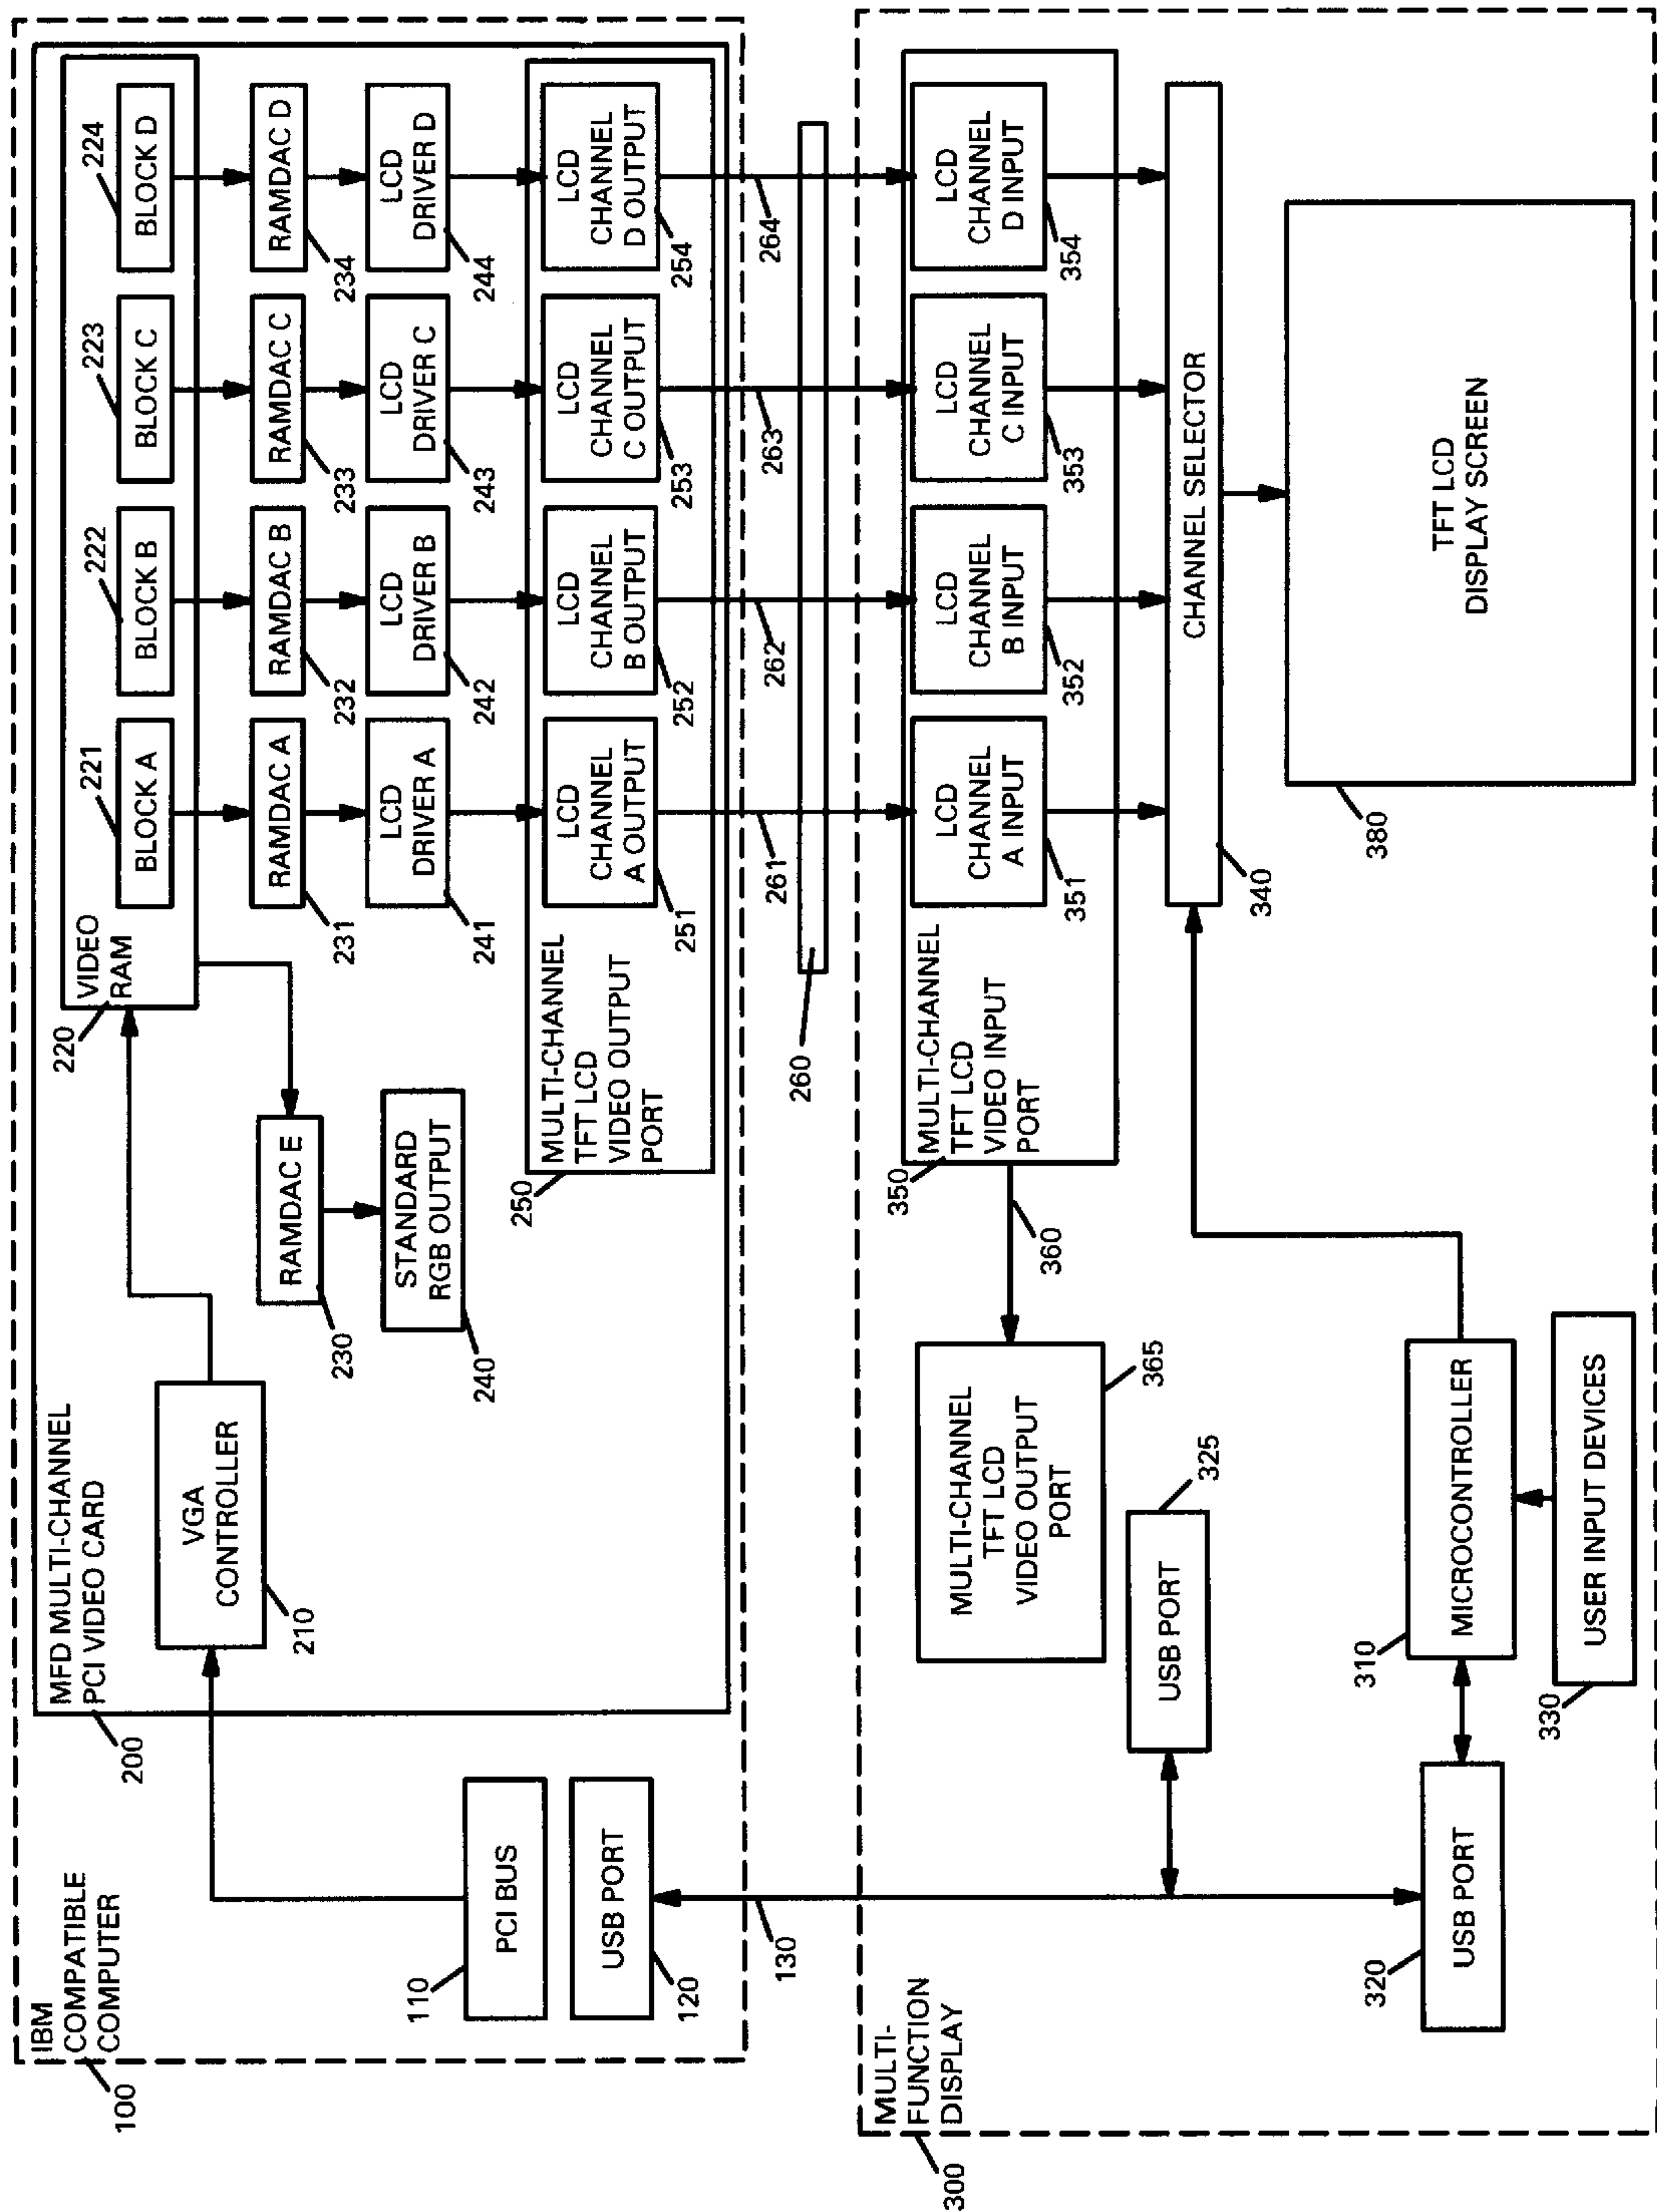 IBM
COMPATIBLE
COMPUTER
100
MFD MULTI-CHANNEL
PCI VIDEO CARD
200
PCI BUS
110
USB PORT
120
130
VGA
CONTROLLER
210
VIDEO
RAM
220
BLOCK A
221
BLOCK B
222
BLOCK C
223
BLOCK D
224
RAMDAC E
230
RAMDAC A
231
RAMDAC B
232
RAMDAC C
233
RAMDAC D
234
STANDARD
RGB OUTPUT
240
LCD
DRIVER A
241
LCD
DRIVER B
242
LCD
DRIVER C
243
LCD
DRIVER D
244
MULTI-CHANNEL
TFT LCD
VIDEO OUTPUT
PORT
250
LCD
CHANNEL
A OUTPUT
251
LCD
CHANNEL
B OUTPUT
252
LCD
CHANNEL
C OUTPUT
253
LCD
CHANNEL
D OUTPUT
254
260
261
262
263
264
MULTI-
FUNCTION
DISPLAY
300
MULTI-CHANNEL
TFT LCD
VIDEO INPUT
PORT
350
LCD
CHANNEL
A INPUT
351
LCD
CHANNEL
B INPUT
352
LCD
CHANNEL
C INPUT
353
LCD
CHANNEL
D INPUT
354
360
MULTI-CHANNEL
TFT LCD
VIDEO OUTPUT
PORT
365
USB PORT
325
CHANNEL SELECTOR
340
USB PORT
320
MICROCONTROLLER
310
USER INPUT DEVICES
330
TFT LCD
DISPLAY SCREEN
380